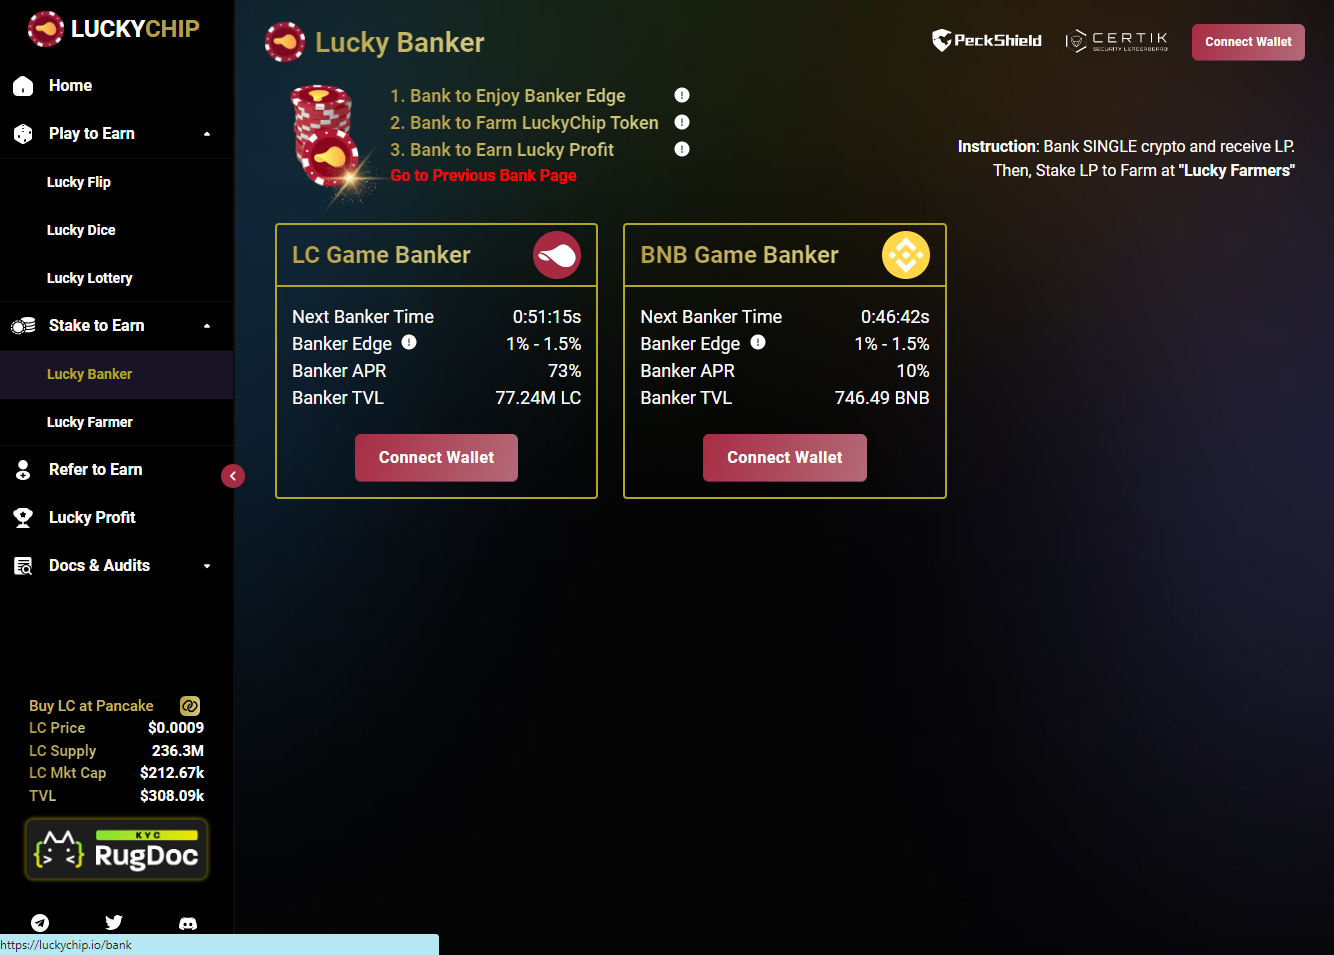 LUCKYCHIP
Home
Play to Earn
Lucky Flip
Lucky Dice
Lucky Lottery
Stake to Earn
Lucky Banker
Lucky Farmer
Refer to Earn
Lucky Profit
Docs & Audits
Buy LC at Pancake
LC Price $0.0009
LC Supply 236.3M
LC Mkt Cap $212.67k
TVL $308.09k
KYC
RugDoc
https://luckychip.io/bank
Lucky Banker
PeckShield
CERTIK
SECURITY LEADERBOARD
Connect Wallet
1. Bank to Enjoy Banker Edge
2. Bank to Farm LuckyChip Token
3. Bank to Earn Lucky Profit
Go to Previous Bank Page
Instruction: Bank SINGLE crypto and receive LP.
Then, Stake LP to Farm at "Lucky Farmers"
LC Game Banker
Next Banker Time 0:51:15s
Banker Edge 1% - 1.5%
Banker APR 73%
Banker TVL 77.24M LC
Connect Wallet
BNB Game Banker
Next Banker Time 0:46:42s
Banker Edge 1% - 1.5%
Banker APR 10%
Banker TVL 746.49 BNB
Connect Wallet